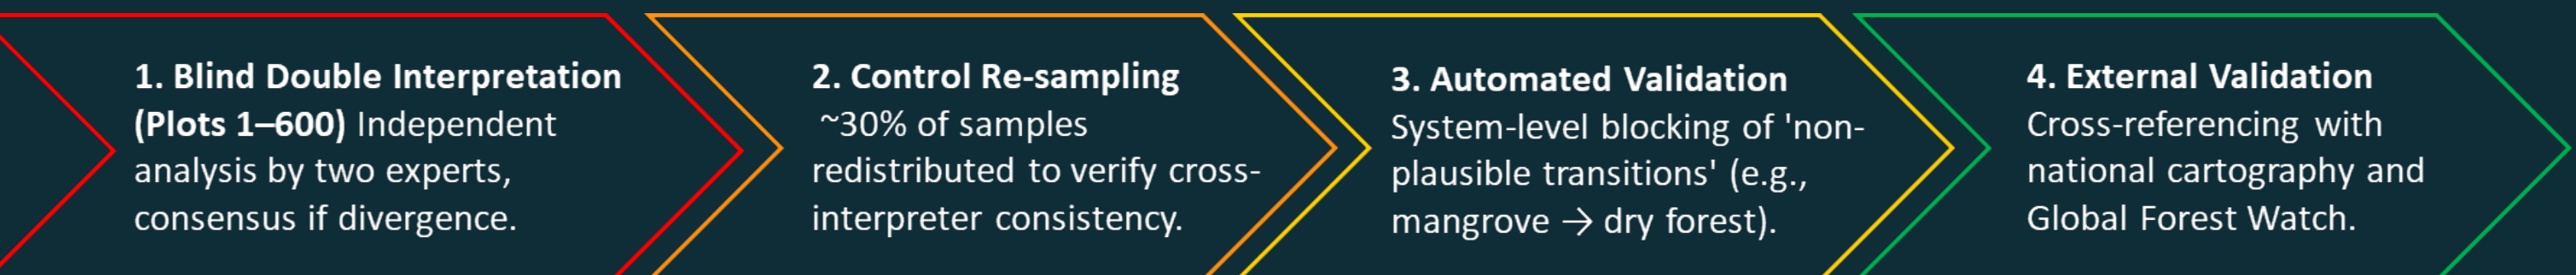 1. Blind Double Interpretation
(Plots 1–600) Independent
analysis by two experts,
consensus if divergence.
2. Control Re-sampling
~30% of samples
redistributed to verify cross-
interpreter consistency.
3. Automated Validation
System-level blocking of 'non-
plausible transitions' (e.g.,
mangrove → dry forest).
4. External Validation
Cross-referencing with
national cartography and
Global Forest Watch.